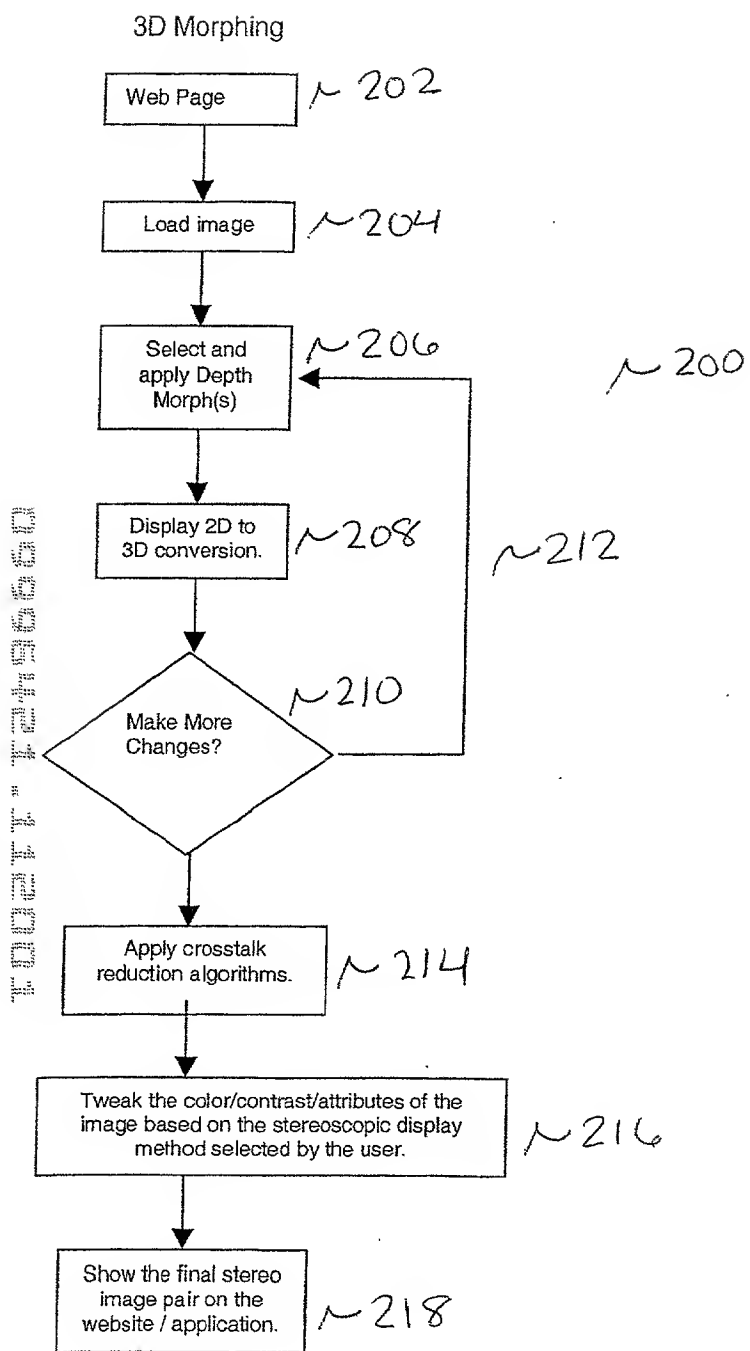 3D Morphing
Web Page
~202
Load image
~204
Select and
apply Depth
Morph(s)
~206
~200
Display 2D to
3D conversion.
~208
~212
Make More
Changes?
~210
Apply crosstalk
reduction algorithms.
~214
Tweak the color/contrast/attributes of the
image based on the stereoscopic display
method selected by the user.
~216
Show the final stereo
image pair on the
website / application.
~218
09995421.112001